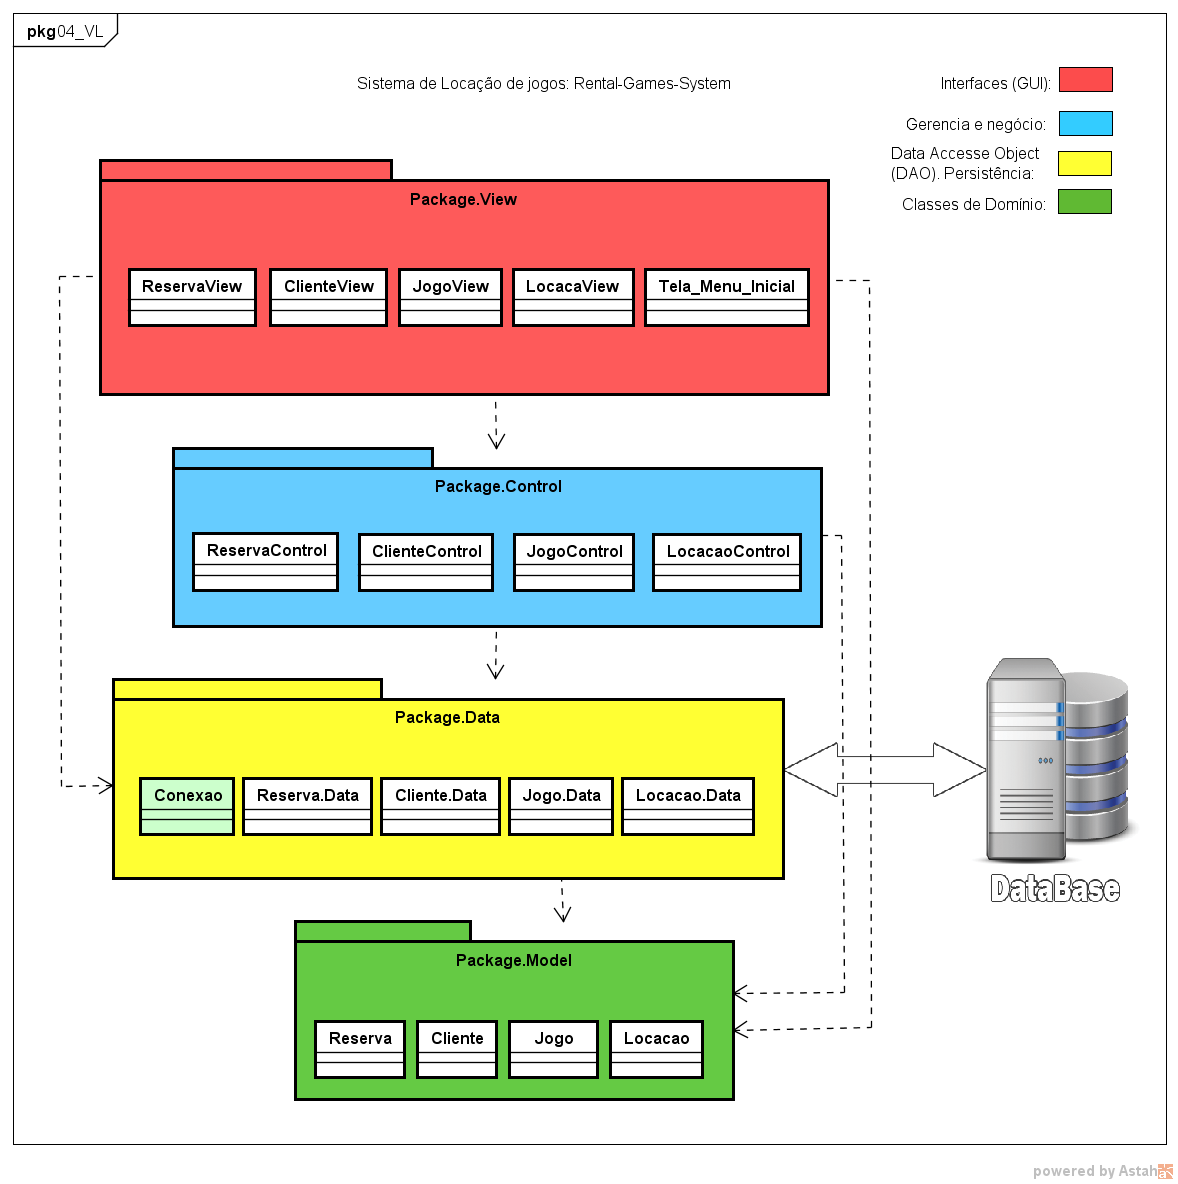 pkg04_VL
Sistema de Locação de jogos: Rental-Games-System
Interfaces (GUI):
Gerencia e negócio:
Data Accesse Object
(DAO). Persistência:
Classes de Domínio:
Package.View
ReservaView
ClienteView
JogoView
LocacaView
Tela_Menu_Inicial
Package.Control
ReservaControl
ClienteControl
JogoControl
LocacaoControl
Package.Data
Conexao
Reserva.Data
Cliente.Data
Jogo.Data
Locacao.Data
DataBase
Package.Model
Reserva
Cliente
Jogo
Locacao
powered by Astah